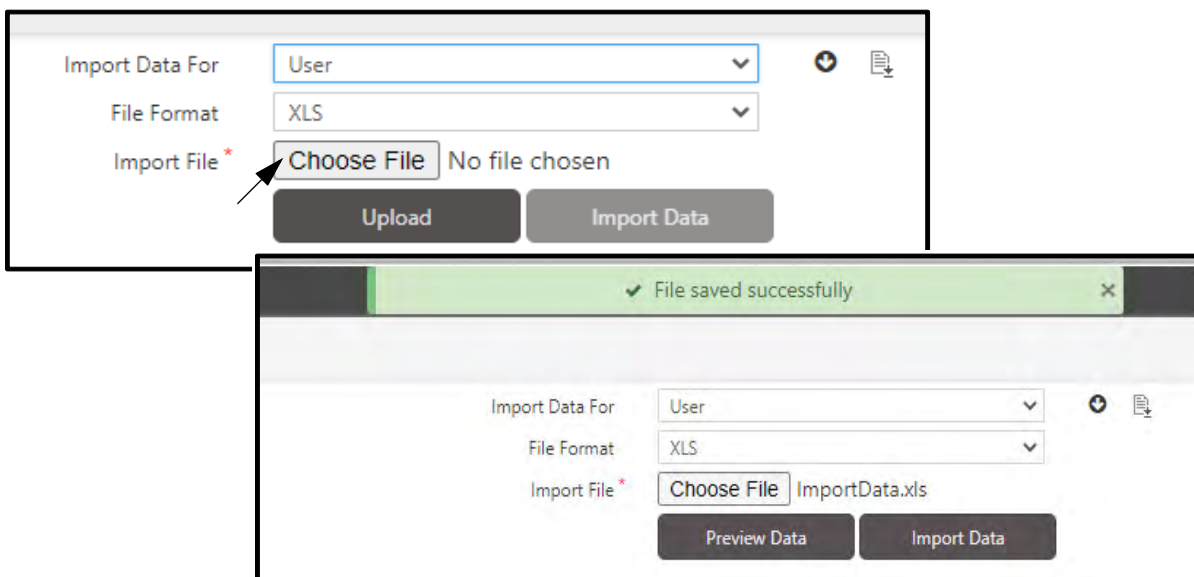 Import Data For User
File Format XLS
Import File * Choose File No file chosen
Upload Import Data
File saved successfully
Import Data For User
File Format XLS
Import File * Choose File ImportData.xls
Preview Data Import Data